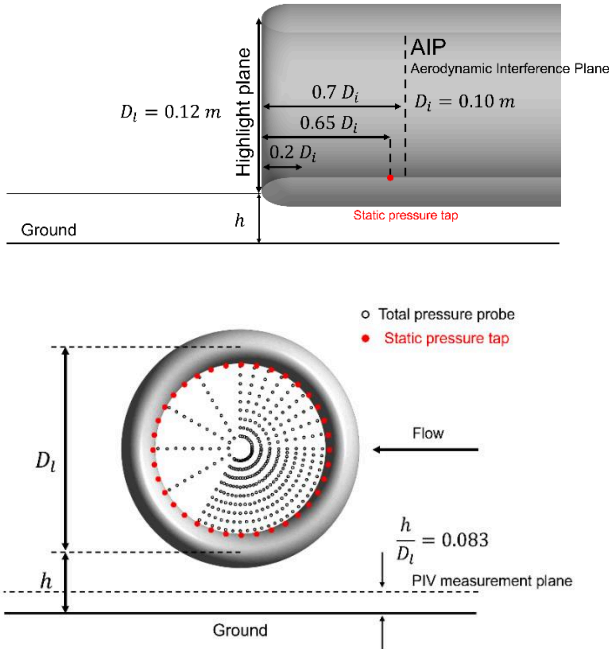 AIP
Aerodynamic Interference Plane
Highlight plane
0.7 D_i
D_l = 0.12 m
D_i = 0.10 m
0.65 D_i
0.2 D_i
h
Static pressure tap
Ground
Total pressure probe
Static pressure tap
Flow
D_l
h/D_l = 0.083
h
PIV measurement plane
Ground